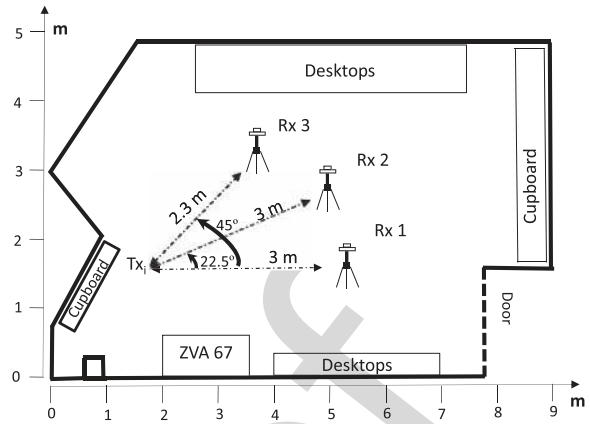 5
m
Desktops
4
Rx 3
Cupboard
Rx 2
3
2.3 m
3 m
45º
2
Rx 1
Tx i
22.5º
3 m
Cupboard
1
Door
ZVA 67
Desktops
0
0 1 2 3 4 5 6 7 8 9
m